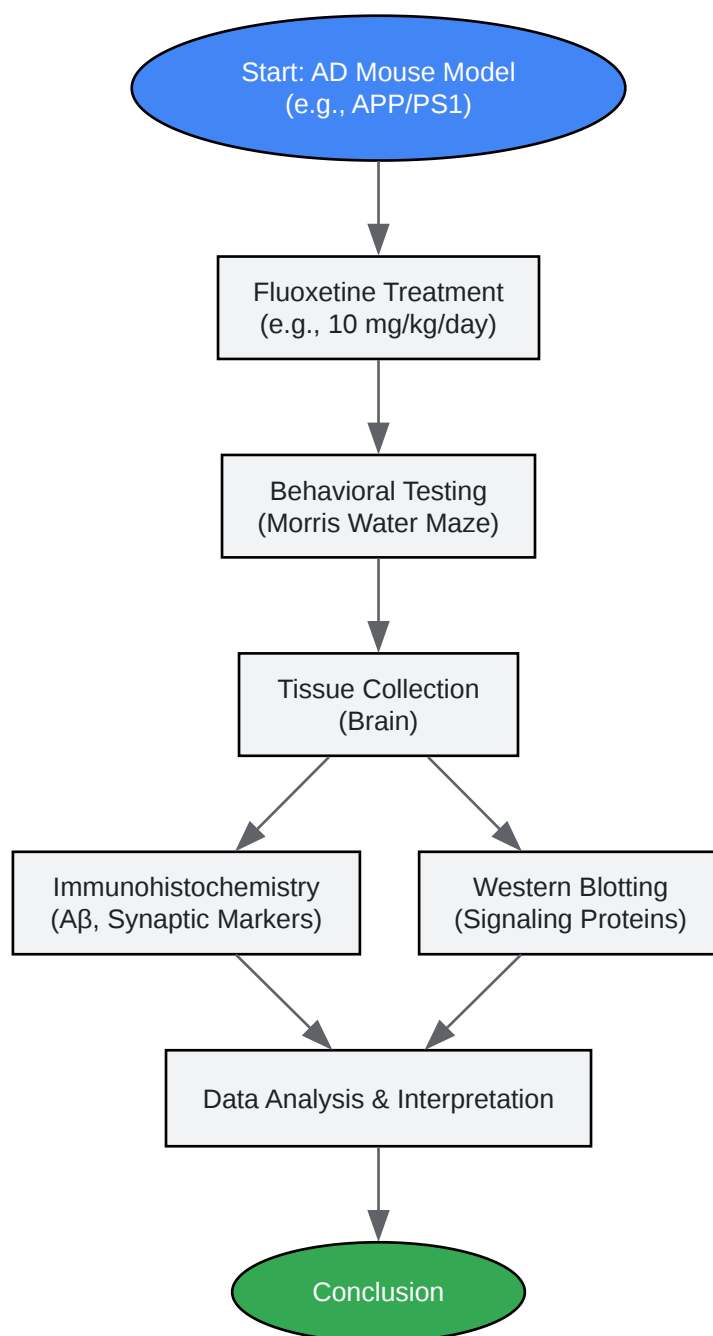 Start: AD Mouse Model
(e.g., APP/PS1)
Fluoxetine Treatment
(e.g., 10 mg/kg/day)
Behavioral Testing
(Morris Water Maze)
Tissue Collection
(Brain)
Immunohistochemistry
(Aβ, Synaptic Markers)
Western Blotting
(Signaling Proteins)
Data Analysis & Interpretation
Conclusion